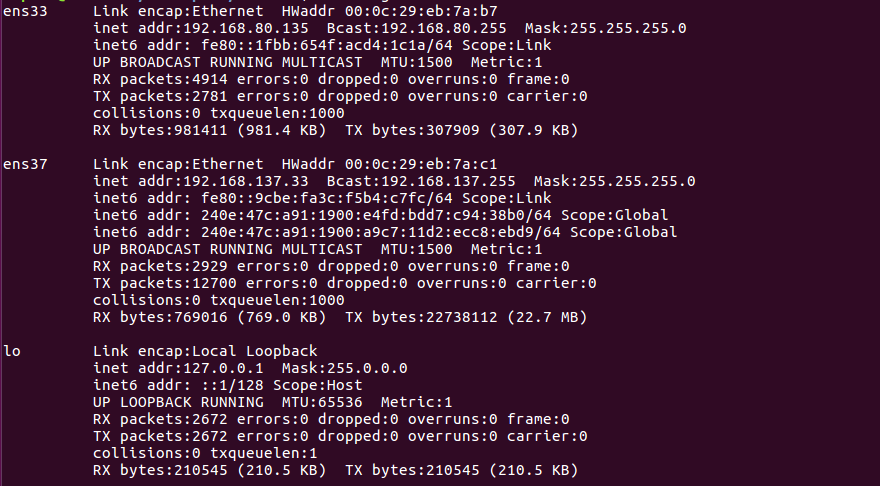 ens33     Link encap:Ethernet  HWaddr 00:0c:29:eb:7a:b7
          inet addr:192.168.80.135  Bcast:192.168.80.255  Mask:255.255.255.0
          inet6 addr: fe80::1fbb:654f:acd4:1c1a/64 Scope:Link
          UP BROADCAST RUNNING MULTICAST  MTU:1500  Metric:1
          RX packets:4914 errors:0 dropped:0 overruns:0 frame:0
          TX packets:2781 errors:0 dropped:0 overruns:0 carrier:0
          collisions:0 txqueuelen:1000
          RX bytes:981411 (981.4 KB)  TX bytes:307909 (307.9 KB)

ens37     Link encap:Ethernet  HWaddr 00:0c:29:eb:7a:c1
          inet addr:192.168.137.33  Bcast:192.168.137.255  Mask:255.255.255.0
          inet6 addr: fe80::9cbe:fa3c:f5b4:c7fc/64 Scope:Link
          inet6 addr: 240e:47c:a91:1900:e4fd:bdd7:c94:38b0/64 Scope:Global
          inet6 addr: 240e:47c:a91:1900:a9c7:11d2:ecc8:ebd9/64 Scope:Global
          UP BROADCAST RUNNING MULTICAST  MTU:1500  Metric:1
          RX packets:2929 errors:0 dropped:0 overruns:0 frame:0
          TX packets:12700 errors:0 dropped:0 overruns:0 carrier:0
          collisions:0 txqueuelen:1000
          RX bytes:769016 (769.0 KB)  TX bytes:22738112 (22.7 MB)

lo        Link encap:Local Loopback
          inet addr:127.0.0.1  Mask:255.0.0.0
          inet6 addr: ::1/128 Scope:Host
          UP LOOPBACK RUNNING  MTU:65536  Metric:1
          RX packets:2672 errors:0 dropped:0 overruns:0 frame:0
          TX packets:2672 errors:0 dropped:0 overruns:0 carrier:0
          collisions:0 txqueuelen:1
          RX bytes:210545 (210.5 KB)  TX bytes:210545 (210.5 KB)